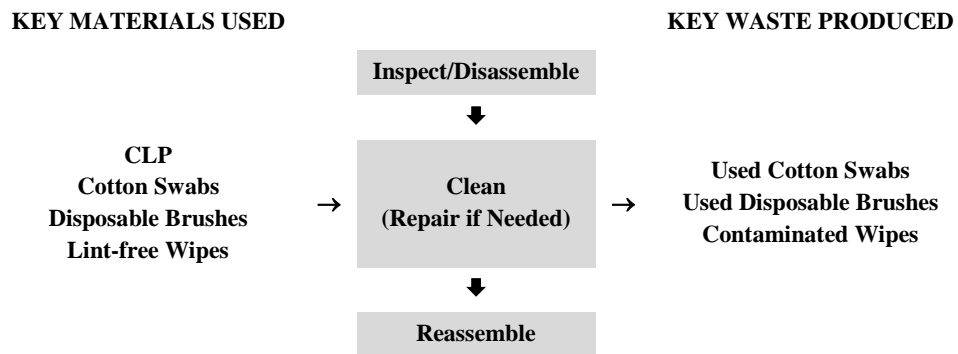 KEY MATERIALS USED
KEY WASTE PRODUCED
Inspect/Disassemble
CLP
Cotton Swabs
Disposable Brushes
Lint-free Wipes
Clean
(Repair if Needed)
Used Cotton Swabs
Used Disposable Brushes
Contaminated Wipes
Reassemble